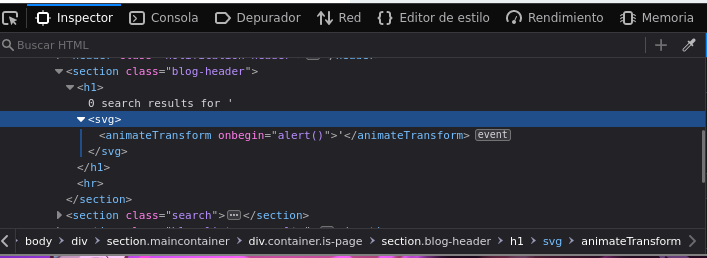 Inspector Consola Depurador Red Editor de estilo Rendimiento Memoria
Buscar HTML
<section class="blog-header">
<h1>
0 search results for '
<svg>
<animateTransform onbegin="alert()">'</animateTransform> event
</svg>
</h1>
<hr>
</section>
<section class="search"></section>
body div section.maincontainer div.container.is-page section.blog-header h1 svg animateTransform